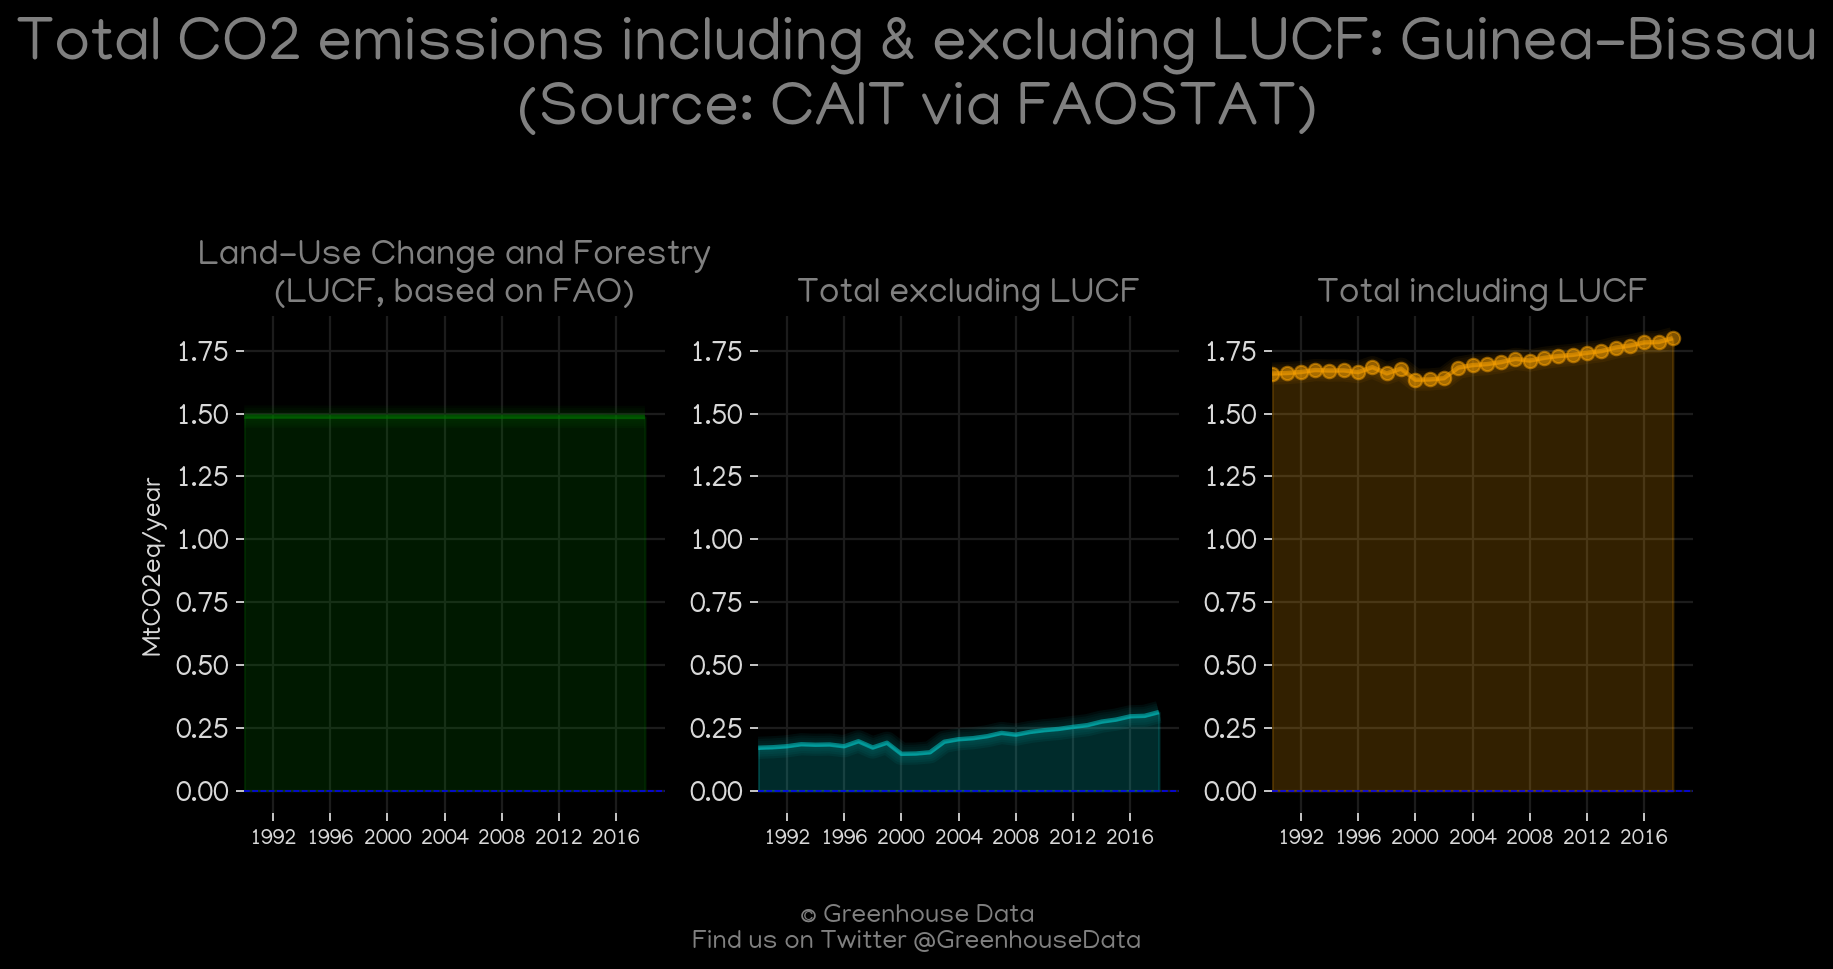 Total CO2 emissions including & excluding LUCF: Guinea-Bissau
(Source: CAIT via FAOSTAT)
Land-Use Change and Forestry
(LUCF, based on FAO)
Total excluding LUCF
Total including LUCF
MtCO2eq/year
1.75
1.50
1.25
1.00
0.75
0.50
0.25
0.00
1992 1996 2000 2004 2008 2012 2016
1.75
1.50
1.25
1.00
0.75
0.50
0.25
0.00
1992 1996 2000 2004 2008 2012 2016
1.75
1.50
1.25
1.00
0.75
0.50
0.25
0.00
1992 1996 2000 2004 2008 2012 2016
© Greenhouse Data
Find us on Twitter @GreenhouseData